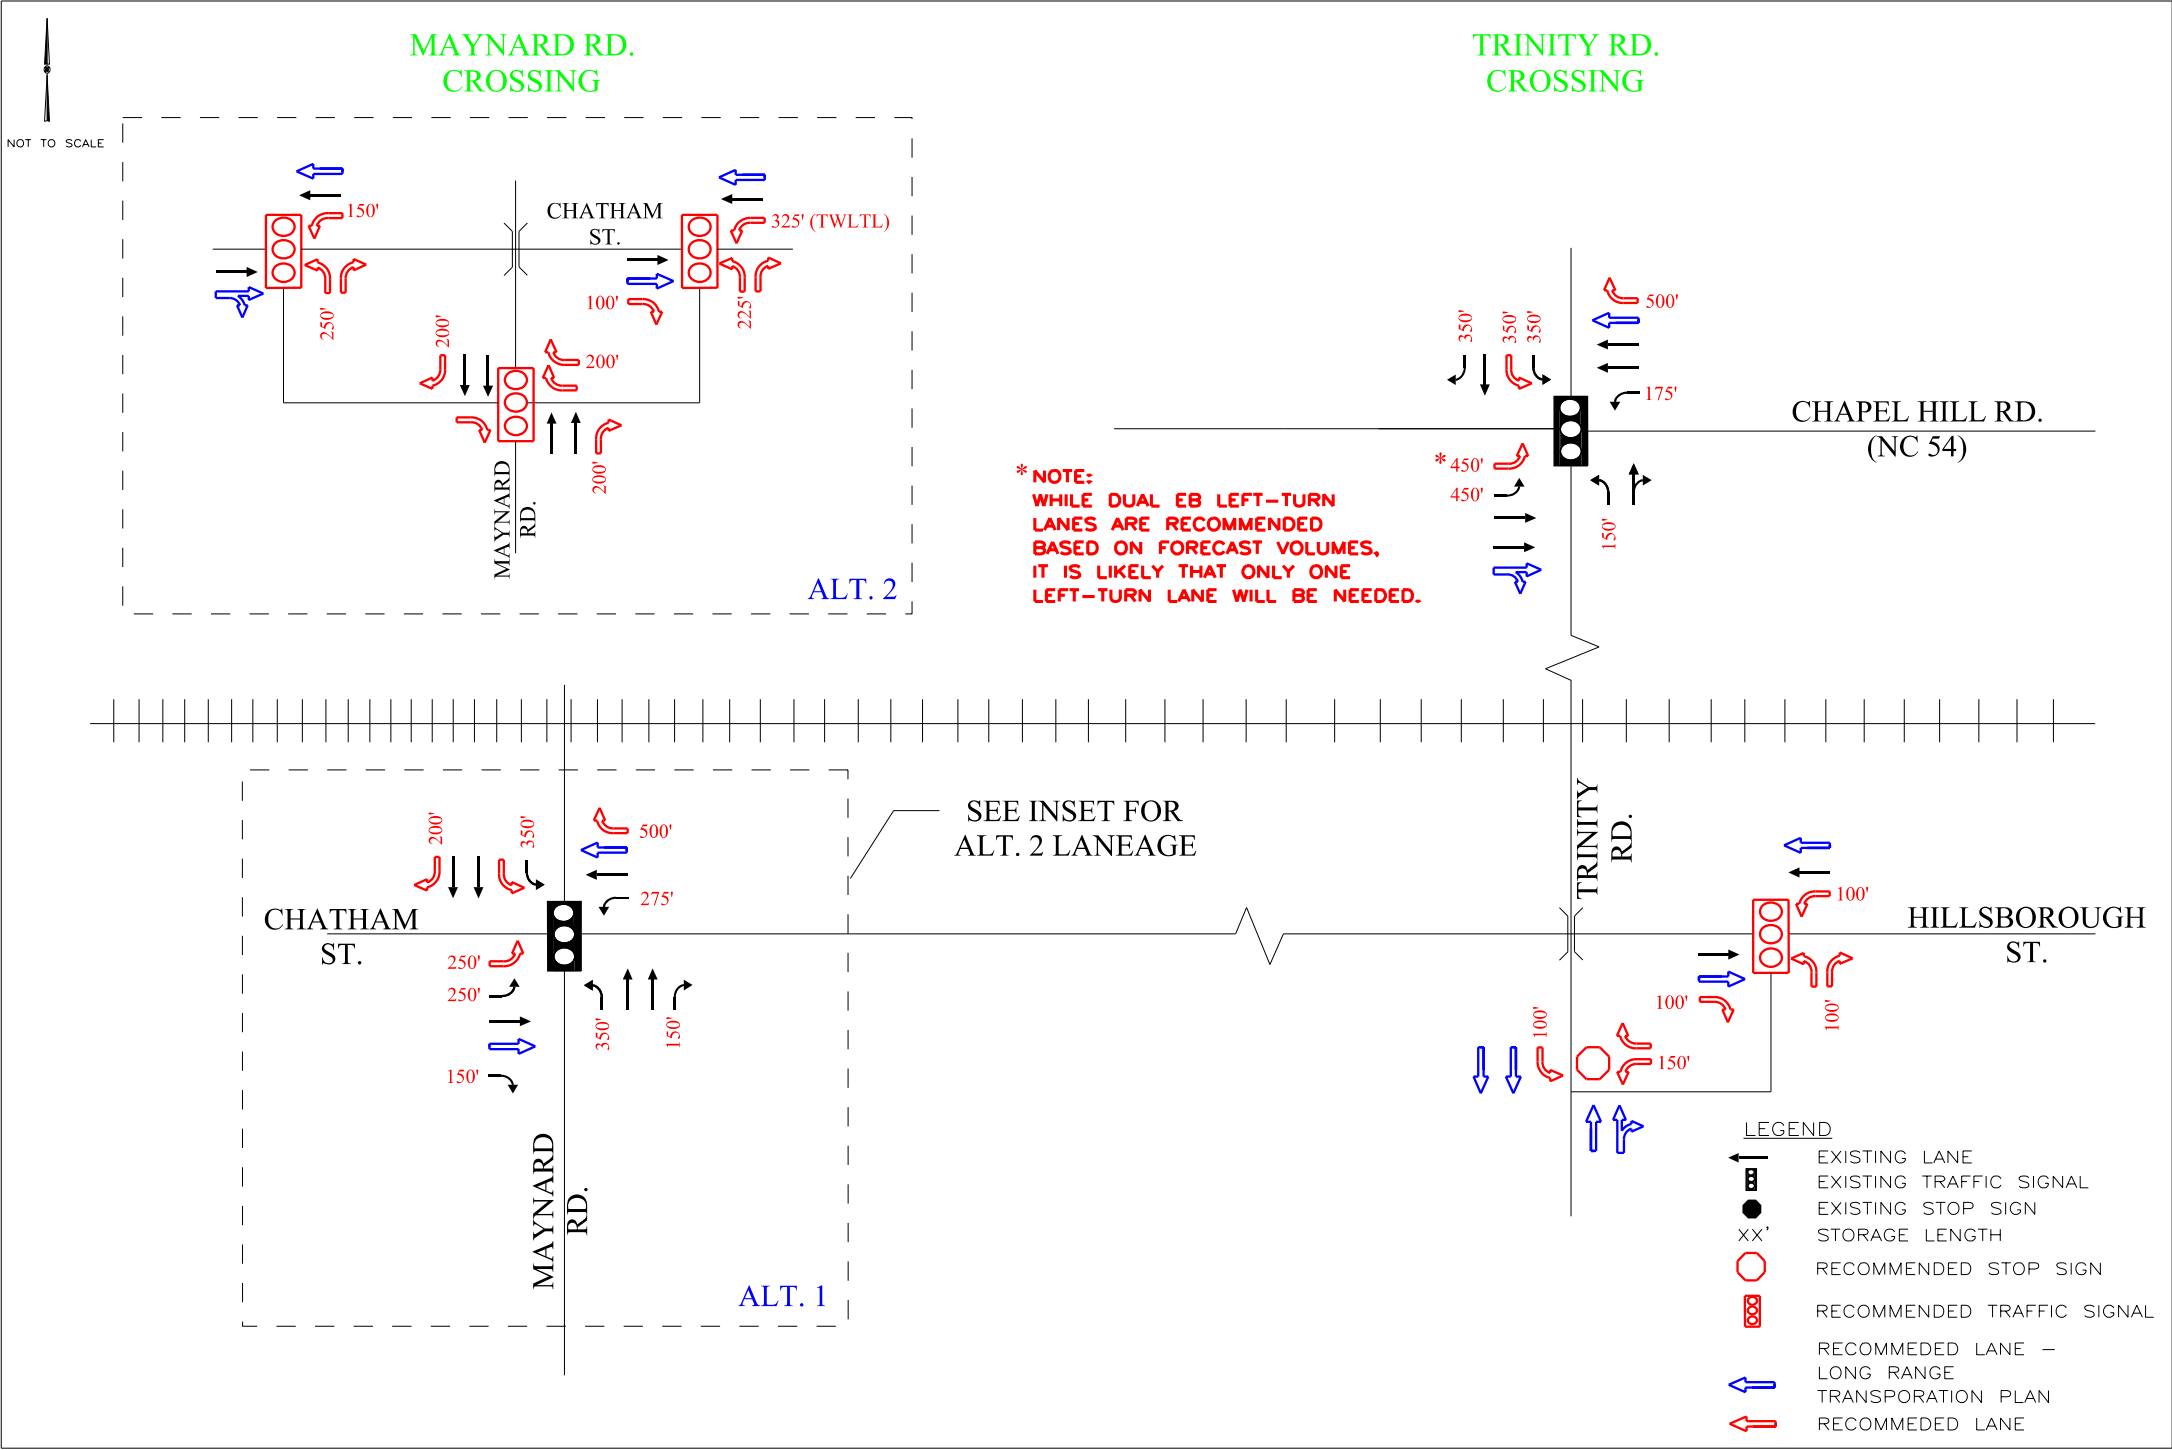 MAYNARD RD.
CROSSING
TRINITY RD.
CROSSING
NOT TO SCALE
150'
CHATHAM
ST.
325' (TWLTL)
250'
100'
225'
200'
200'
200'
MAYNARD
RD.
ALT. 2
350'
350'
350'
500'
175'
CHAPEL HILL RD.
(NC 54)
* 450'
450'
150'
* NOTE:
WHILE DUAL EB LEFT-TURN
LANES ARE RECOMMENDED
BASED ON FORECAST VOLUMES,
IT IS LIKELY THAT ONLY ONE
LEFT-TURN LANE WILL BE NEEDED.
200'
350'
500'
275'
CHATHAM
ST.
250'
250'
150'
350'
150'
MAYNARD
RD.
ALT. 1
SEE INSET FOR
ALT. 2 LANEAGE
TRINITY
RD.
100'
HILLSBOROUGH
ST.
100'
100'
100'
150'
LEGEND
EXISTING LANE
EXISTING TRAFFIC SIGNAL
EXISTING STOP SIGN
XX' STORAGE LENGTH
RECOMMENDED STOP SIGN
RECOMMENDED TRAFFIC SIGNAL
RECOMMEDED LANE -
LONG RANGE
TRANSPORATION PLAN
RECOMMEDED LANE